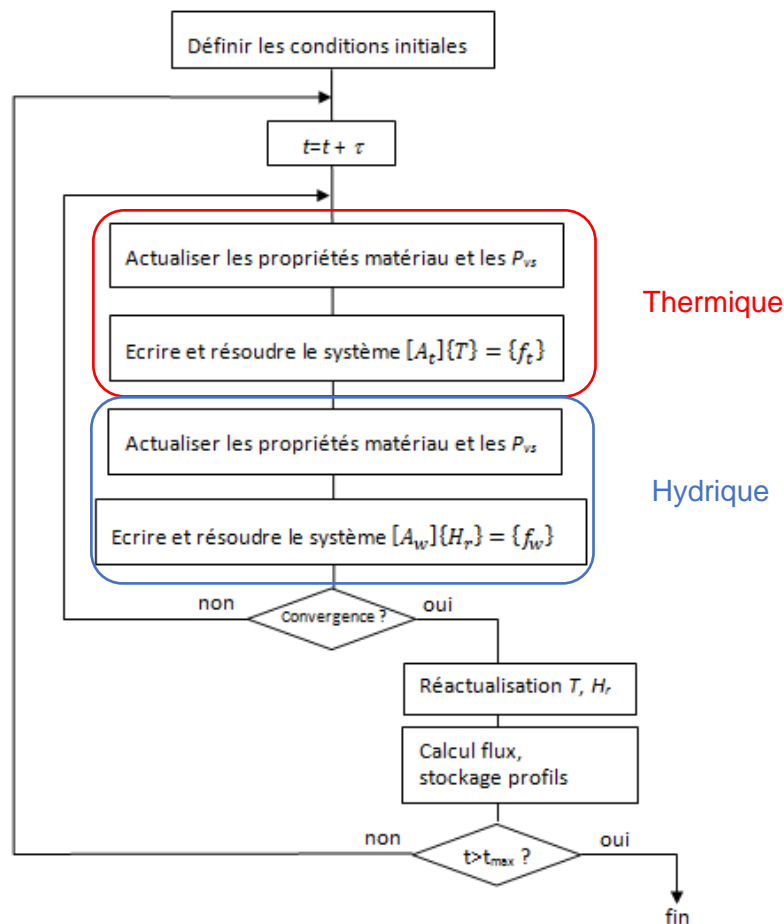 Définir les conditions initiales
t=t + τ
Actualiser les propriétés matériau et les Pvs
Thermique
Ecrire et résoudre le système [At]{T} = {ft}
Actualiser les propriétés matériau et les Pvs
Hydrique
Ecrire et résoudre le système [Aw]{Hr} = {fw}
non
Convergence ?
oui
Réactualisation T, Hr
Calcul flux,
stockage profils
non
t>tmax ?
oui
fin